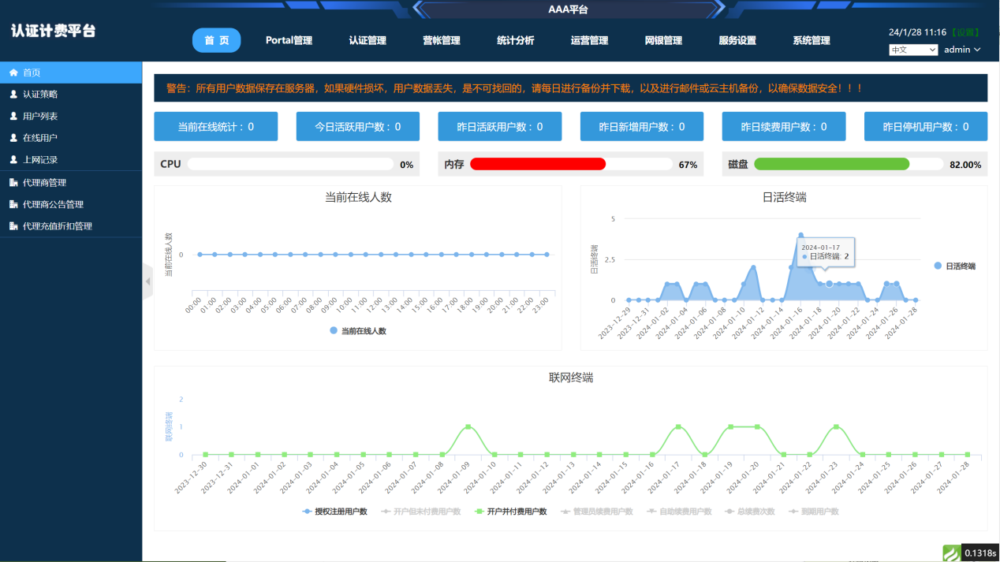 AAA平台
认证计费平台
首 页
Portal管理
认证管理
营帐管理
统计分析
运营管理
网银管理
服务设置
系统管理
24/1/28 11:16 【设置】
中文
admin
首页
认证策略
用户列表
在线用户
上网记录
代理商管理
代理商公告管理
代理充值折扣管理
警告：所有用户数据保存在服务器，如果硬件损坏，用户数据丢失，是不可找回的，请每日进行备份并下载，以及进行邮件或云主机备份，以确保数据安全！！！
当前在线统计：0
今日活跃用户数：0
昨日活跃用户数：0
昨日新增用户数：0
昨日续费用户数：0
昨日停机用户数：0
CPU
0%
内存
67%
磁盘
82.00%
当前在线人数
当前在线人数
0
00:00
01:00
02:00
03:00
04:00
05:00
06:00
07:00
08:00
09:00
10:00
11:00
12:00
13:00
14:00
15:00
16:00
17:00
18:00
19:00
20:00
21:00
22:00
23:00
当前在线人数
日活终端
日活终端
5
2.5
0
2024-01-17
日活终端: 2
日活终端
2023-12-29
2023-12-31
2024-01-02
2024-01-04
2024-01-06
2024-01-08
2024-01-10
2024-01-12
2024-01-14
2024-01-16
2024-01-18
2024-01-20
2024-01-22
2024-01-24
2024-01-26
2024-01-28
联网终端
联网终端
2
1
0
2023-12-30
2023-12-31
2024-01-01
2024-01-02
2024-01-03
2024-01-04
2024-01-05
2024-01-06
2024-01-07
2024-01-08
2024-01-09
2024-01-10
2024-01-11
2024-01-12
2024-01-13
2024-01-14
2024-01-15
2024-01-16
2024-01-17
2024-01-18
2024-01-19
2024-01-20
2024-01-21
2024-01-22
2024-01-23
2024-01-24
2024-01-25
2024-01-26
2024-01-27
2024-01-28
授权注册用户数
开户但未付费用户数
开户并付费用户数
管理员续费用户数
自助续费用户数
总续费次数
到期用户数
0.1318s